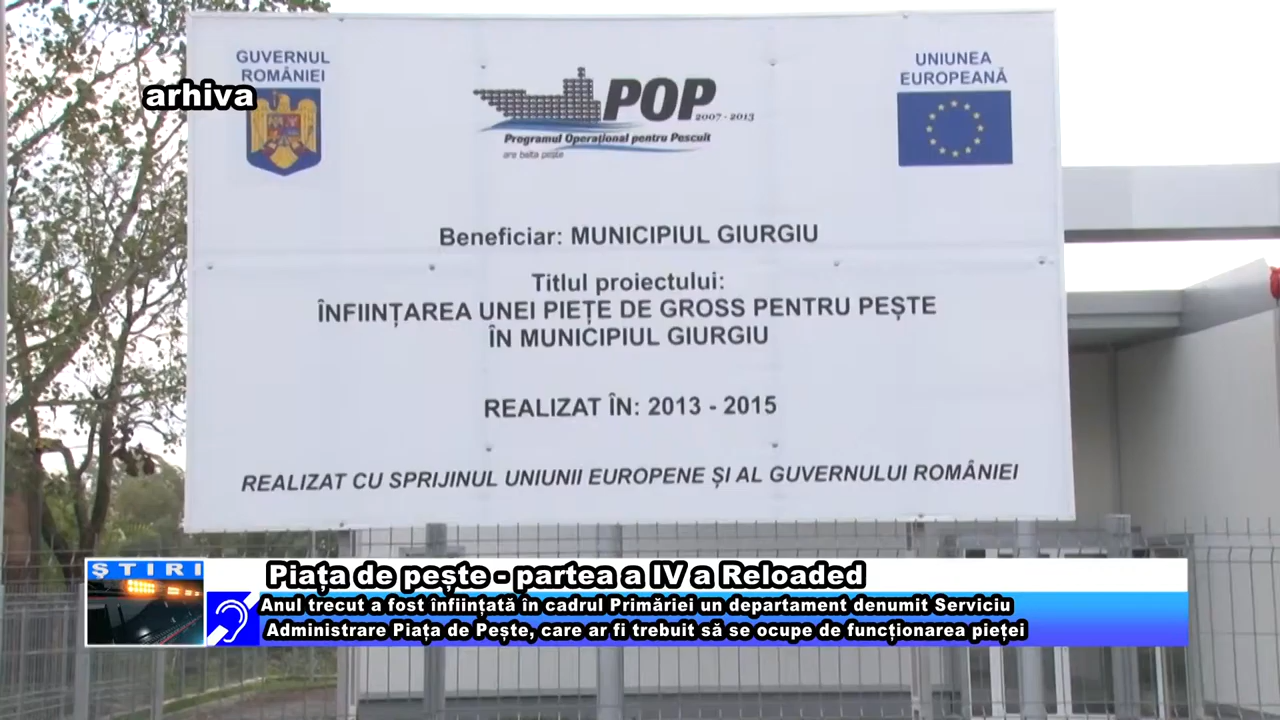 GUVERNUL
ROMÂNIEI
arhiva
POP
2007 - 2013
Programul Operațional pentru Pescuit
are balta pește
UNIUNEA
EUROPEANĂ
Beneficiar: MUNICIPIUL GIURGIU
Titlul proiectului:
ÎNFIINȚAREA UNEI PIEȚE DE GROSS PENTRU PEȘTE
ÎN MUNICIPIUL GIURGIU
REALIZAT ÎN: 2013 - 2015
REALIZAT CU SPRIJINUL UNIUNII EUROPENE ȘI AL GUVERNULUI ROMÂNIEI
ȘTIRI
Piața de pește - partea a IV a Reloaded
Anul trecut a fost înființată în cadrul Primăriei un departament denumit Serviciu
Administrare Piața de Pește, care ar fi trebuit să se ocupe de funcționarea pieței